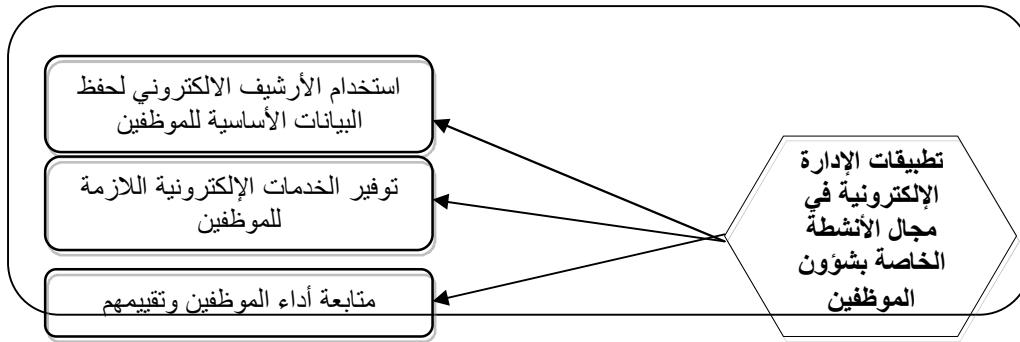 تطبيقات الإدارة
الإلكترونية في
مجال الأنشطة
الخاصة بشؤون
الموظفين
استخدام الأرشيف الالكتروني لحفظ
البيانات الأساسية للموظفين
توفير الخدمات الإلكترونية اللازمة
للموظفين
متابعة أداء الموظفين وتقييمهم